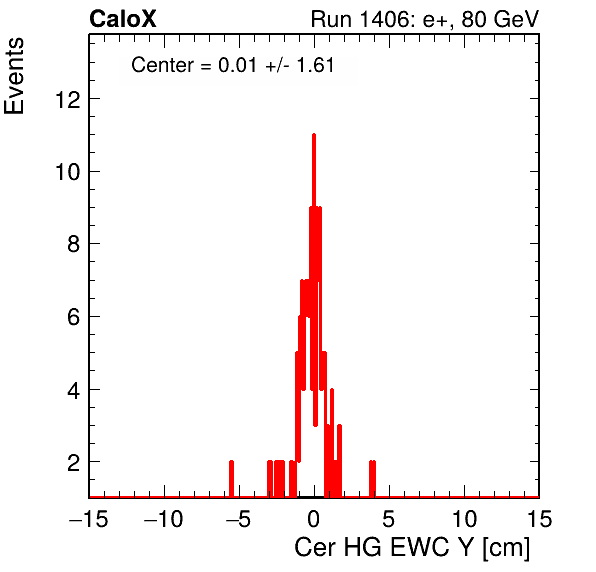 CaloX Run 1406: e+, 80 GeV
Events
Center = 0.01 +/- 1.61
12
10
8
6
4
2
−15 −10 −5 0 5 10 15
Cer HG EWC Y [cm]